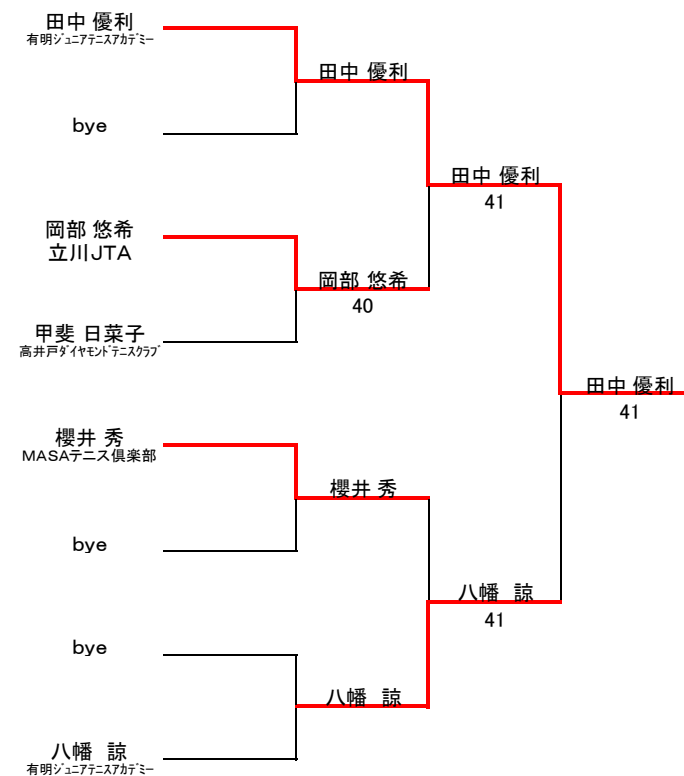 田中 優利
有明ジュニアテニスアカデミー
田中 優利
bye
田中 優利
41
岡部 悠希
立川JTA
岡部 悠希
40
甲斐 日菜子
高井戸ダイヤモンドテニスクラブ
田中 優利
41
櫻井 秀
MASAテニス倶楽部
櫻井 秀
bye
八幡　諒
41
bye
八幡　諒
八幡　諒
有明ジュニアテニスアカデミー